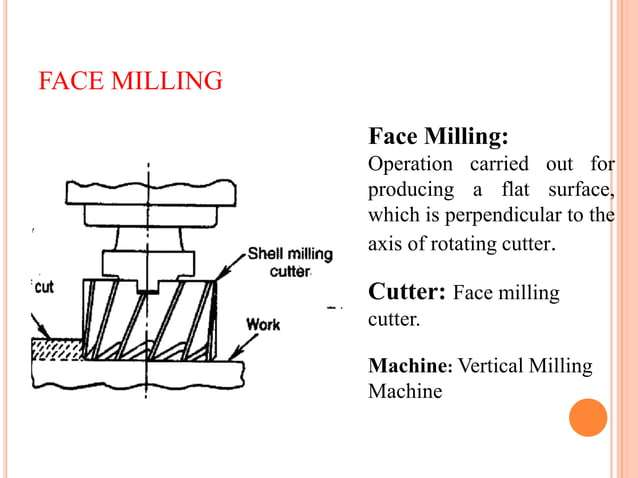 FACE MILLING
Face Milling:
Operation carried out for
producing a flat surface,
which is perpendicular to the
axis of rotating cutter.
Cutter: Face milling
cutter.
Machine: Vertical Milling
Machine
Shell milling
cutter
cut
Work